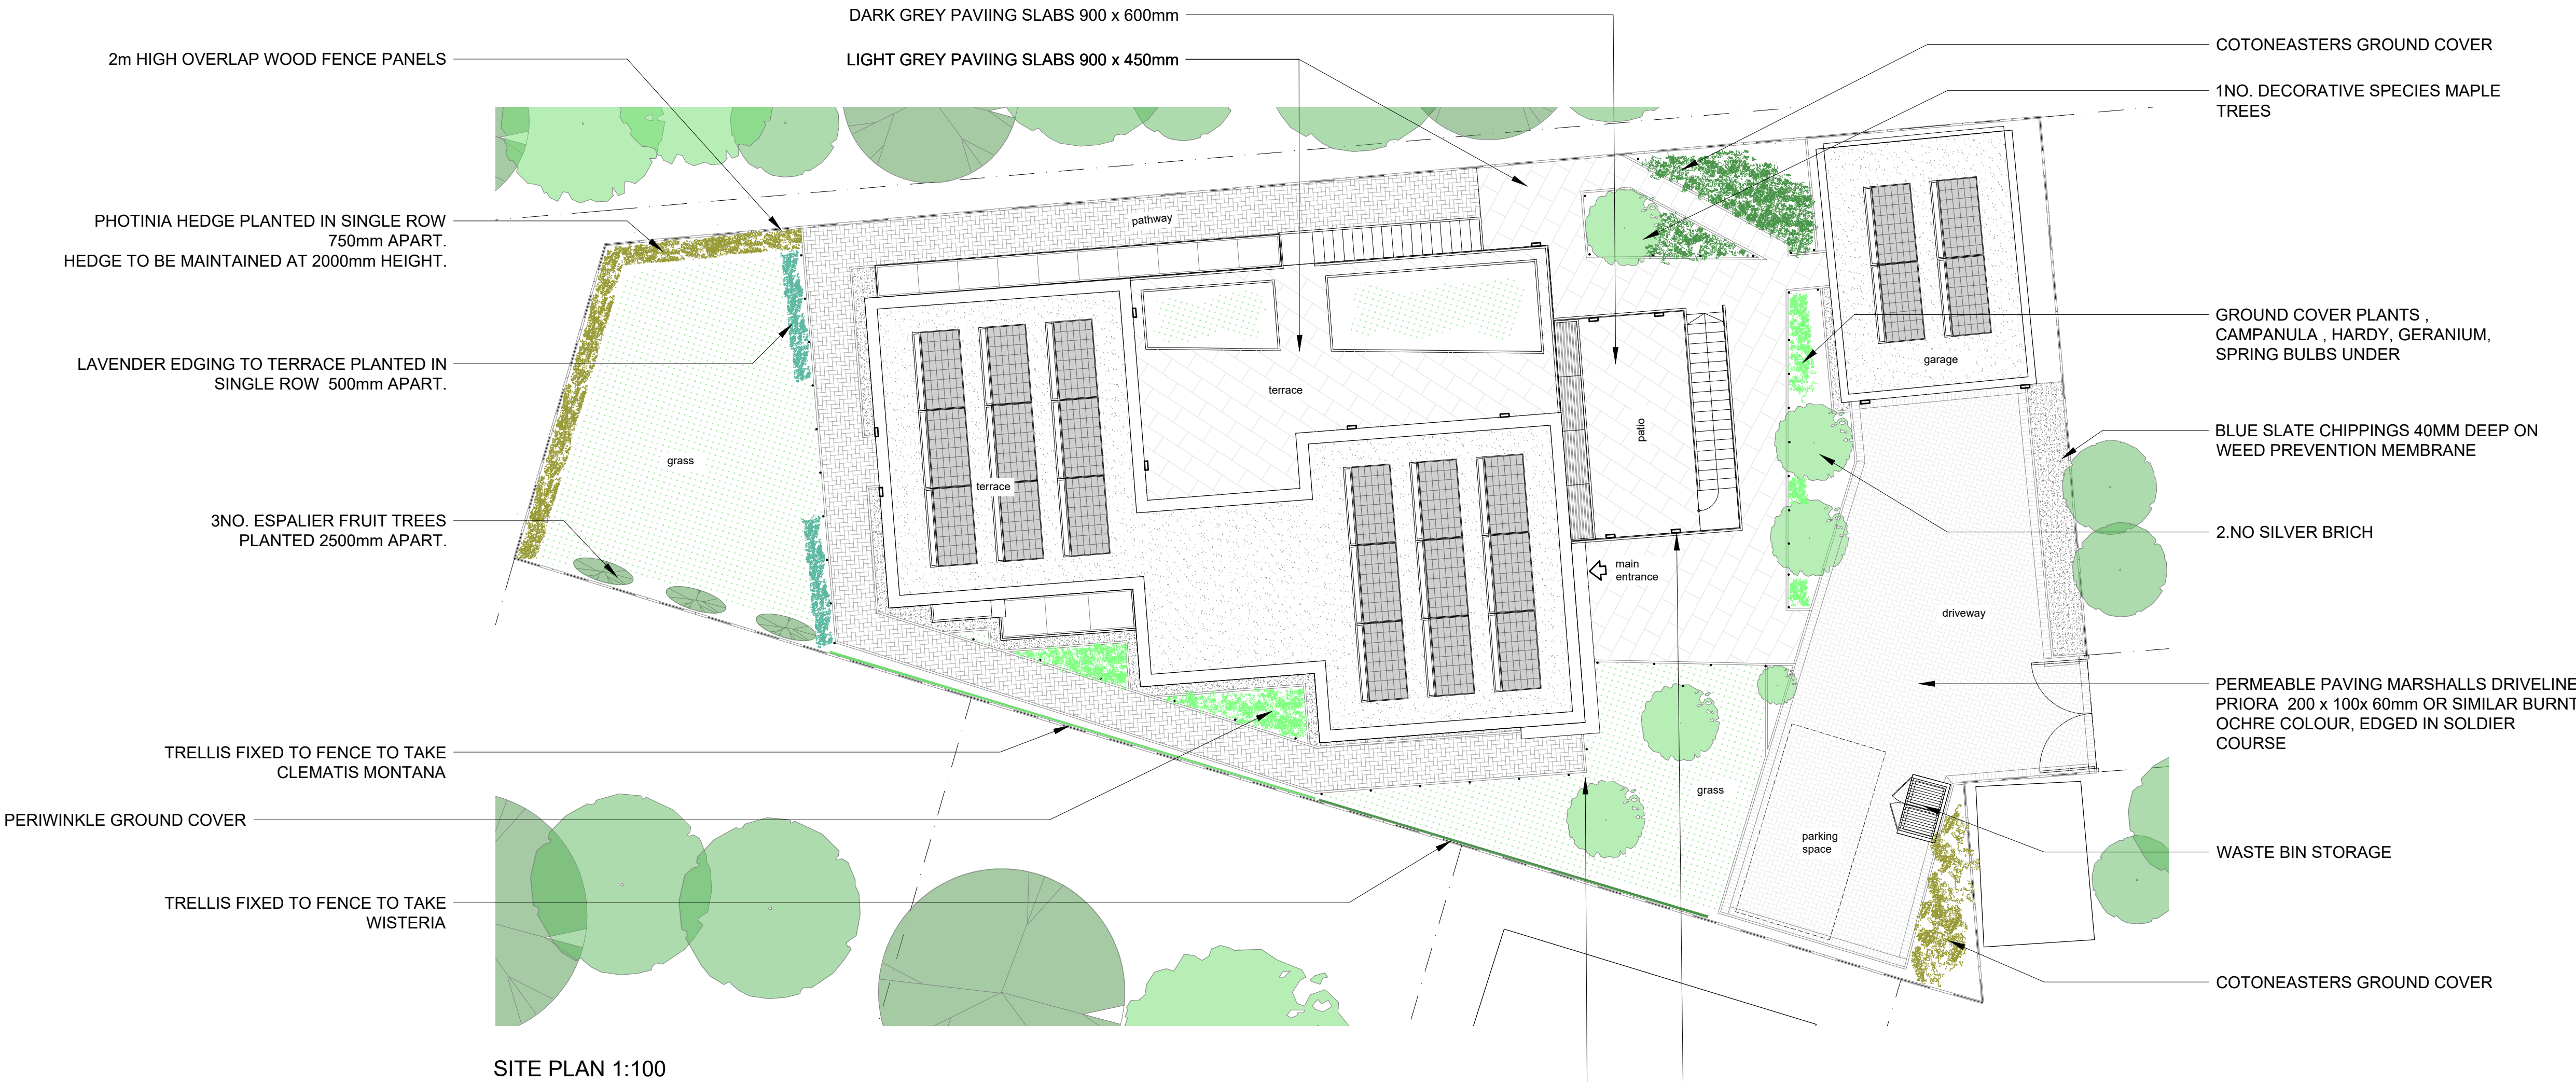 DARK GREY PAVIING SLABS 900 x 600mm
LIGHT GREY PAVIING SLABS 900 x 450mm
2m HIGH OVERLAP WOOD FENCE PANELS
PHOTINIA HEDGE PLANTED IN SINGLE ROW
750mm APART.
HEDGE TO BE MAINTAINED AT 2000mm HEIGHT.
LAVENDER EDGING TO TERRACE PLANTED IN
SINGLE ROW 500mm APART.
3NO. ESPALIER FRUIT TREES
PLANTED 2500mm APART.
TRELLIS FIXED TO FENCE TO TAKE
CLEMATIS MONTANA
PERIWINKLE GROUND COVER
TRELLIS FIXED TO FENCE TO TAKE
WISTERIA
pathway
grass
terrace
terrace
patio
garage
main
entrance
driveway
grass
parking
space
COTONEASTERS GROUND COVER
1NO. DECORATIVE SPECIES MAPLE
TREES
GROUND COVER PLANTS ,
CAMPANULA , HARDY, GERANIUM,
SPRING BULBS UNDER
BLUE SLATE CHIPPINGS 40MM DEEP ON
WEED PREVENTION MEMBRANE
2.NO SILVER BRICH
PERMEABLE PAVING MARSHALLS DRIVELINE
PRIORA 200 x 100x 60mm OR SIMILAR BURNT
OCHRE COLOUR, EDGED IN SOLDIER
COURSE
WASTE BIN STORAGE
COTONEASTERS GROUND COVER
SITE PLAN 1:100